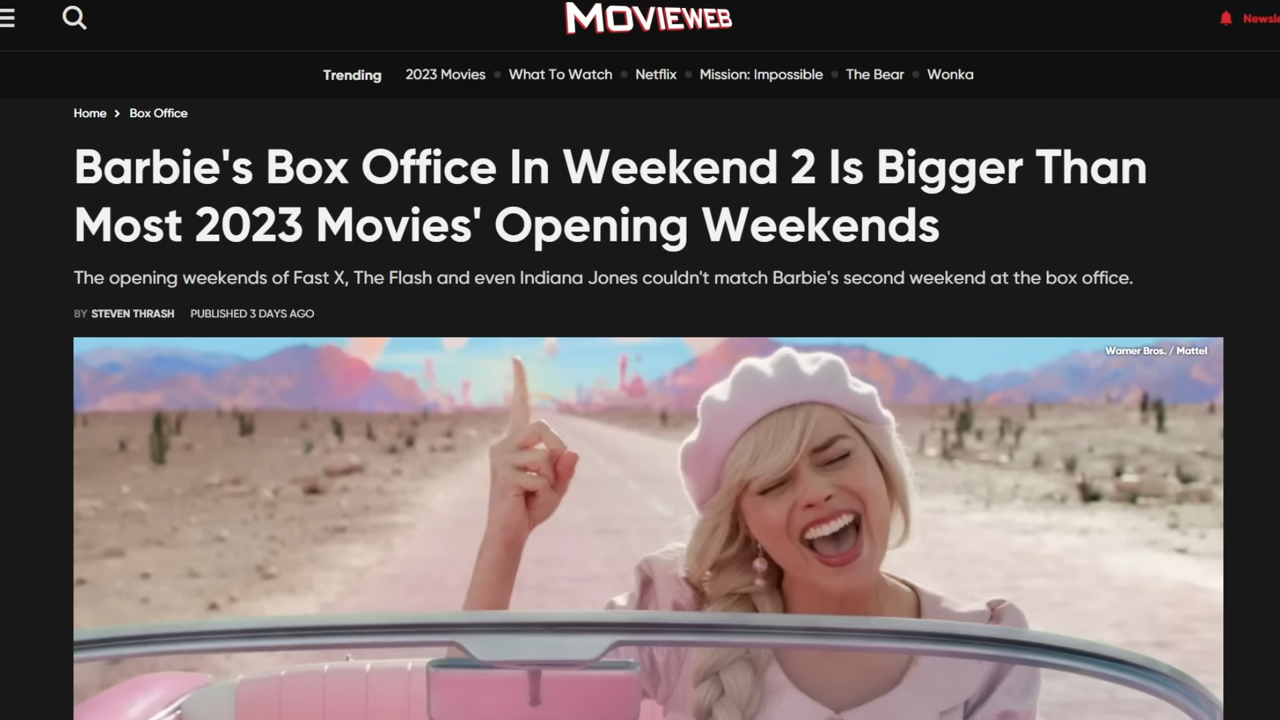 MOVIEWEB
Trending 2023 Movies What To Watch Netflix Mission: Impossible The Bear Wonka
Home > Box Office
Barbie's Box Office In Weekend 2 Is Bigger Than
Most 2023 Movies' Opening Weekends
The opening weekends of Fast X, The Flash and even Indiana Jones couldn't match Barbie's second weekend at the box office.
BY STEVEN THRASH PUBLISHED 3 DAYS AGO
Warner Bros. / Mattel